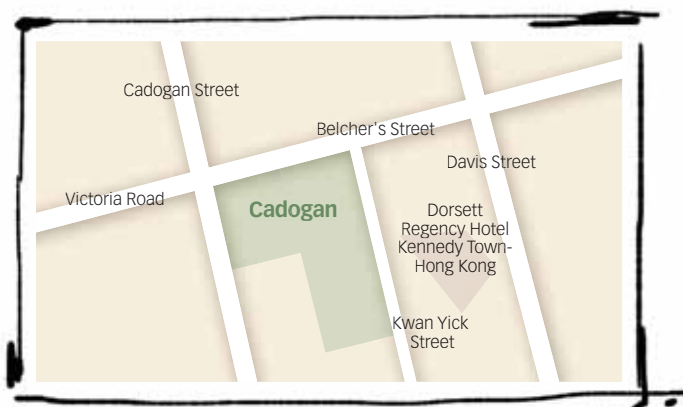 Cadogan Street
Belcher's Street
Davis Street
Victoria Road
Cadogan
Dorsett
Regency Hotel
Kennedy Town-
Hong Kong
Kwan Yick
Street